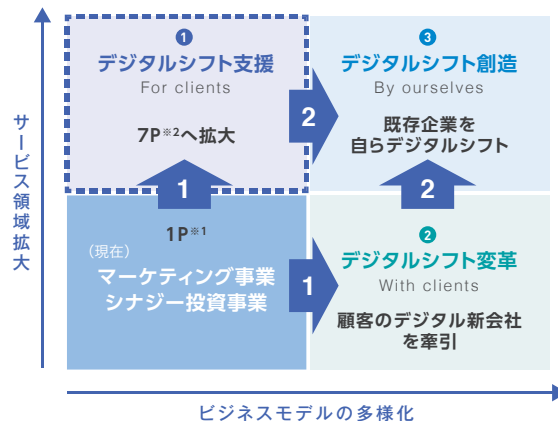 サービス領域拡大
❶
デジタルシフト支援
For clients
7P※2へ拡大
1
2
❸
デジタルシフト創造
By ourselves
既存企業を
自らデジタルシフト
2
1P※1
（現在）
マーケティング事業
シナジー投資事業
1
❷
デジタルシフト変革
With clients
顧客のデジタル新会社
を牽引
ビジネスモデルの多様化